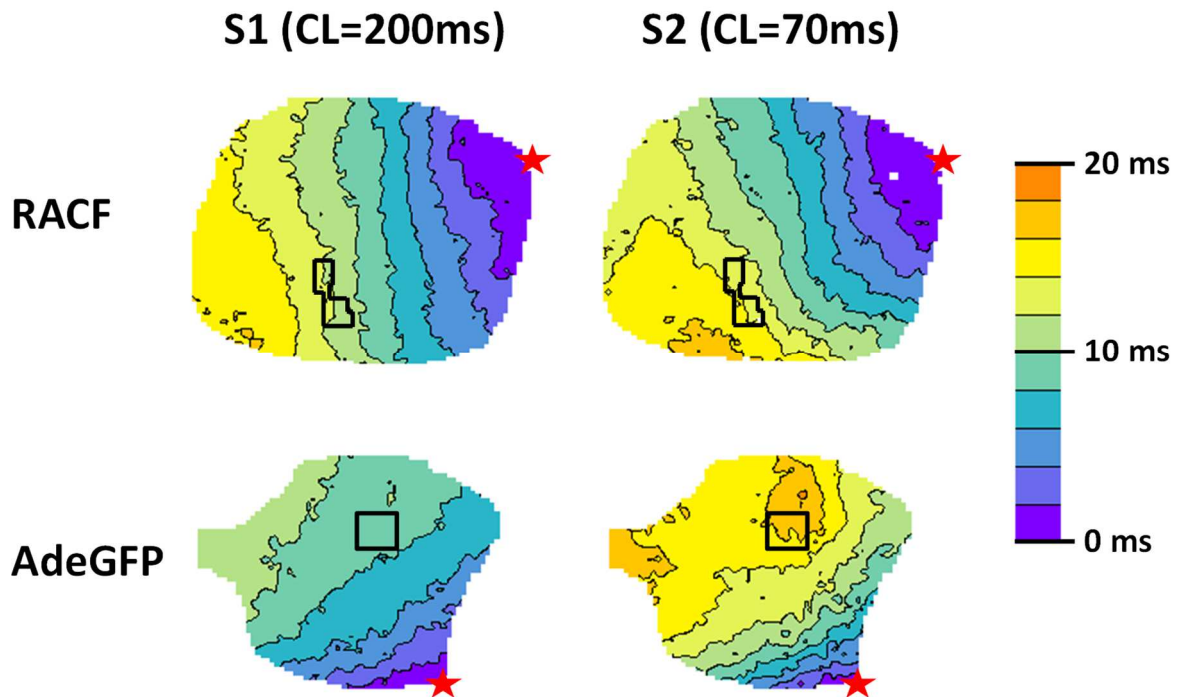 S1 (CL=200ms) S2 (CL=70ms)
RACF
20 ms
10 ms
0 ms
AdeGFP